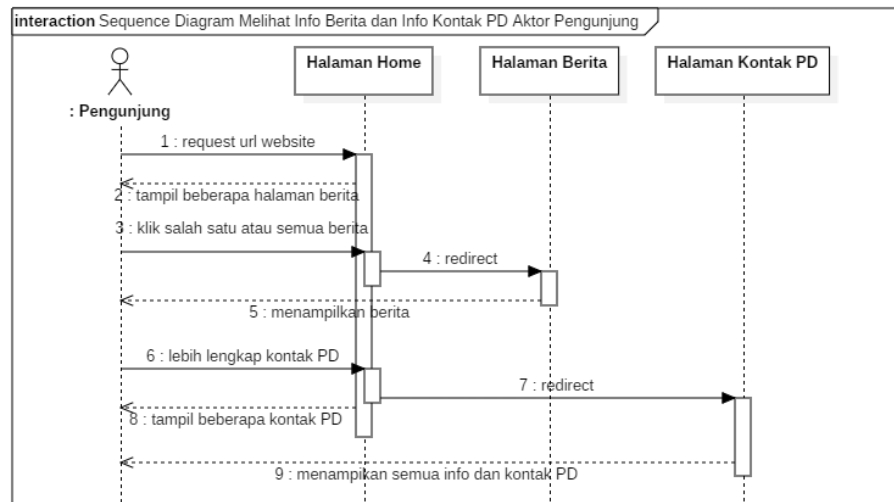 interaction Sequence Diagram Melihat Info Berita dan Info Kontak PD Aktor Pengunjung
: Pengunjung
Halaman Home
Halaman Berita
Halaman Kontak PD
1 : request url website
2 : tampil beberapa halaman berita
3 : klik salah satu atau semua berita
4 : redirect
5 : menampilkan berita
6 : lebih lengkap kontak PD
7 : redirect
8 : tampil beberapa kontak PD
9 : menampikan semua info dan kontak PD